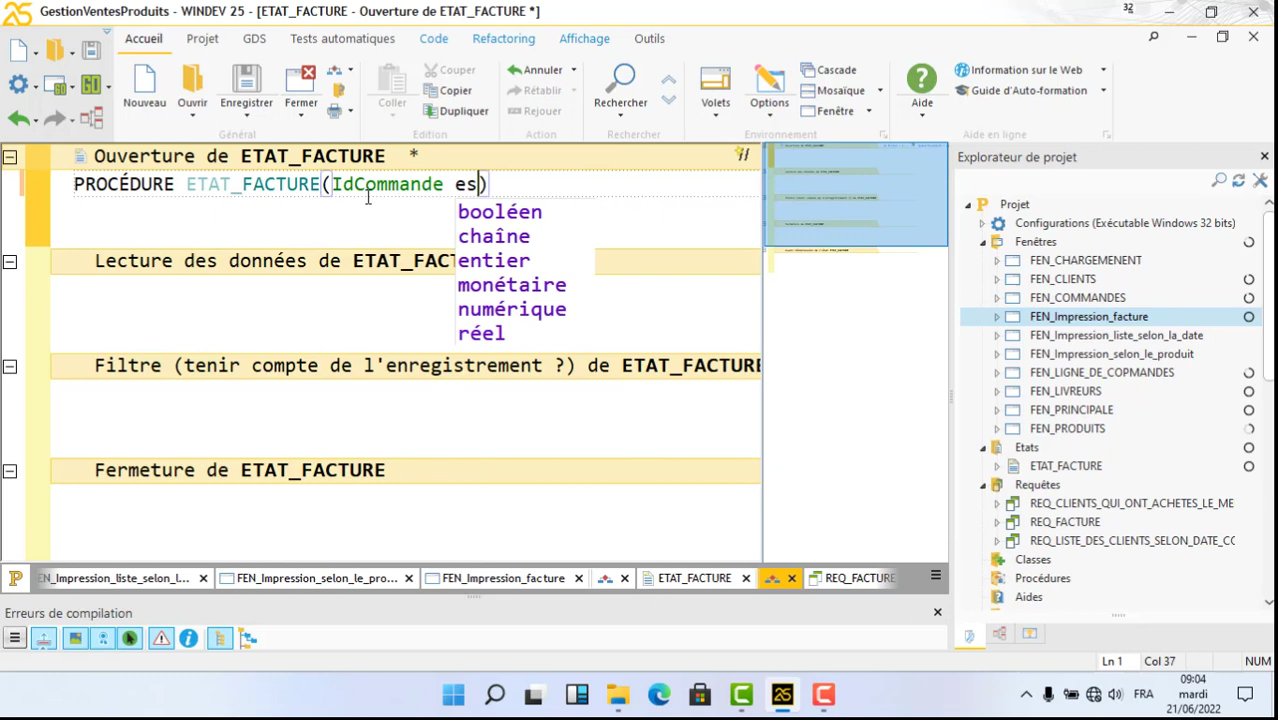 GestionVentesProduits - WINDEV 25 - [ETAT_FACTURE - Ouverture de ETAT_FACTURE *]
32
Accueil Projet GDS Tests automatiques Code Refactoring Affichage Outils
Nouveau Ouvrir Enregistrer Fermer
Coller Couper Copier Dupliquer
Annuler Rétablir Rejouer
Rechercher
Volets Options
Cascade Mosaïque Fenêtre
Aide
Information sur le Web
Guide d'Auto-formation
Général Edition Action Rechercher Environnement Aide en ligne
Ouverture de ETAT_FACTURE *
PROCÉDURE ETAT_FACTURE(IdCommande es)
booléen
chaîne
entier
monétaire
numérique
réel
Lecture des données de ETAT_FACT
Filtre (tenir compte de l'enregistrement ?) de ETAT_FACTURE
Fermeture de ETAT_FACTURE
Explorateur de projet
Projet
Configurations (Exécutable Windows 32 bits)
Fenêtres
FEN_CHARGEMENENT
FEN_CLIENTS
FEN_COMMANDES
FEN_Impression_facture
FEN_Impression_liste_selon_la_date
FEN_Impression_selon_le_produit
FEN_LIGNE_DE_COPMANDES
FEN_LIVREURS
FEN_PRINCIPALE
FEN_PRODUITS
Etats
ETAT_FACTURE
Requêtes
REQ_CLIENTS_QUI_ONT_ACHETES_LE_ME
REQ_FACTURE
REQ_LISTE_DES_CLIENTS_SELON_DATE_CO
Classes
Procédures
Aides
EN_Impression_liste_selon_l... FEN_Impression_selon_le_pro... FEN_Impression_facture ETAT_FACTURE REQ_FACTURE
Erreurs de compilation
Ln 1 Col 37 NUM
25
FRA
09:04
mardi
21/06/2022